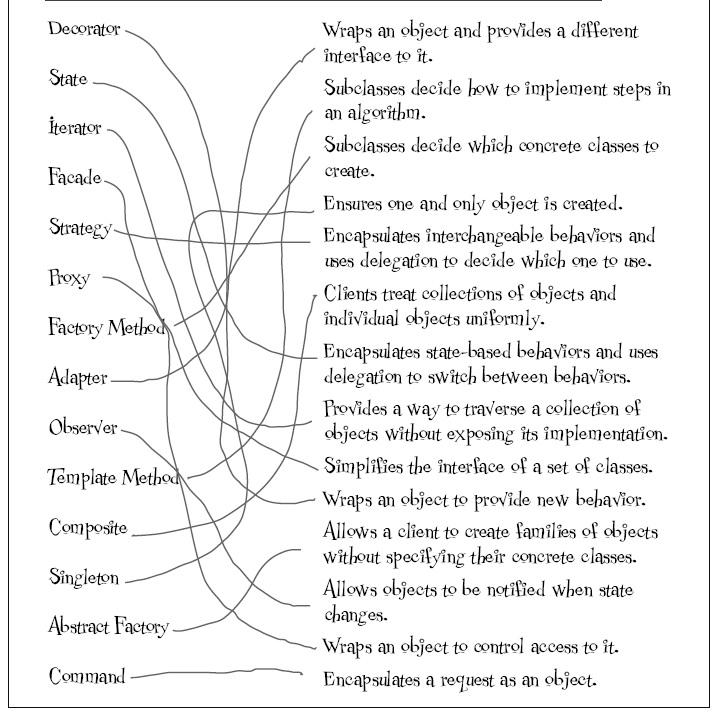 Decorator
State
Iterator
Facade
Strategy
Proxy
Factory Method
Adapter
Observer
Template Method
Composite
Singleton
Abstract Factory
Command
Wraps an object and provides a different
interface to it.
Subclasses decide how to implement steps in
an algorithm.
Subclasses decide which concrete classes to
create.
Ensures one and only object is created.
Encapsulates interchangeable behaviors and
uses delegation to decide which one to use.
Clients treat collections of objects and
individual objects uniformly.
Encapsulates state-based behaviors and uses
delegation to switch between behaviors.
Provides a way to traverse a collection of
objects without exposing its implementation.
Simplifies the interface of a set of classes.
Wraps an object to provide new behavior.
Allows a client to create families of objects
without specifying their concrete classes.
Allows objects to be notified when state
changes.
Wraps an object to control access to it.
Encapsulates a request as an object.